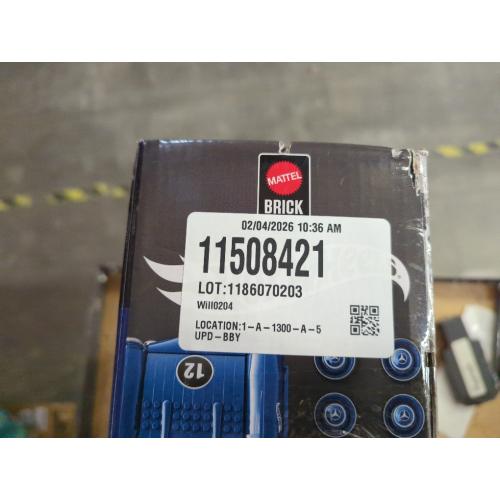 MATTEL
BRICK
02/04/2026 10:36 AM
11508421
LOT:1186070203
Will0204
LOCATION:1-A-1300-A-5
UPD-BBY
12